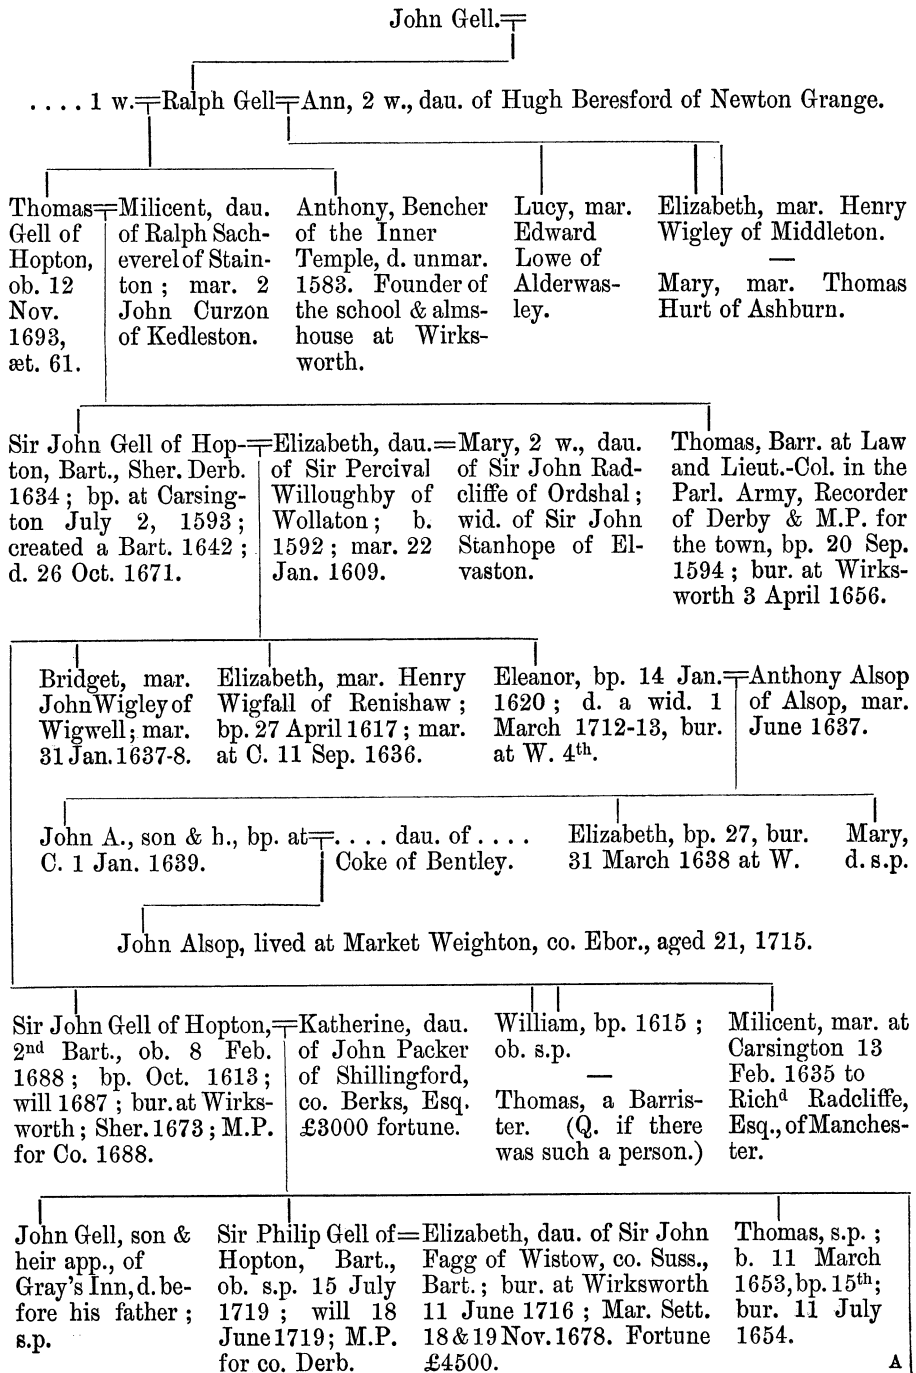 John Gell.
.... 1 w.=Ralph Gell=Ann, 2 w., dau. of Hugh Beresford of Newton Grange.
Thomas=
Gell of
Hopton,
ob. 12
Nov.
1693,
æt. 61.
Milicent, dau.
of Ralph Sach-
everel of Stain-
ton ; mar. 2
John Curzon
of Kedleston.
Anthony, Bencher
of the Inner
Temple, d. unmar.
1583. Founder of
the school & alms-
house at Wirks-
worth.
Lucy, mar.
Edward
Lowe of
Alderwas-
ley.
Elizabeth, mar. Henry
Wigley of Middleton.
—
Mary, mar. Thomas
Hurt of Ashburn.
Sir John Gell of Hop-=
ton, Bart., Sher. Derb.
1634 ; bp. at Carsing-
ton July 2, 1593 ;
created a Bart. 1642 ;
d. 26 Oct. 1671.
Elizabeth, dau.=
of Sir Percival
Willoughby of
Wollaton ; b.
1592 ; mar. 22
Jan. 1609.
Mary, 2 w., dau.
of Sir John Rad-
cliffe of Ordshal ;
wid. of Sir John
Stanhope of El-
vaston.
Thomas, Barr. at Law
and Lieut.-Col. in the
Parl. Army, Recorder
of Derby & M.P. for
the town, bp. 20 Sep.
1594 ; bur. at Wirks-
worth 3 April 1656.
Bridget, mar.
John Wigley of
Wigwell ; mar.
31 Jan. 1637-8.
Elizabeth, mar. Henry
Wigfall of Renishaw ;
bp. 27 April 1617 ; mar.
at C. 11 Sep. 1636.
Eleanor, bp. 14 Jan.=
1620 ; d. a wid. 1
March 1712-13, bur.
at W. 4th.
Anthony Alsop
of Alsop, mar.
June 1637.
John A., son & h., bp. at=
C. 1 Jan. 1639.
.... dau. of ....
Coke of Bentley.
Elizabeth, bp. 27, bur.
31 March 1638 at W.
Mary,
d. s.p.
John Alsop, lived at Market Weighton, co. Ebor., aged 21, 1715.
Sir John Gell of Hopton,=
2nd Bart., ob. 8 Feb.
1688 ; bp. Oct. 1613 ;
will 1687 ; bur. at Wirks-
worth ; Sher. 1673 ; M.P.
for Co. 1688.
Katherine, dau.
of John Packer
of Shillingford,
co. Berks, Esq.
£3000 fortune.
William, bp. 1615 ;
ob. s.p.
—
Thomas, a Barris-
ter. (Q. if there
was such a person.)
Milicent, mar. at
Carsington 13
Feb. 1635 to
Richd Radcliffe,
Esq., of Manches-
ter.
John Gell, son &
heir app., of
Gray's Inn, d. be-
fore his father ;
s.p.
Sir Philip Gell of=
Hopton, Bart.,
ob. s.p. 15 July
1719 ; will 18
June 1719 ; M.P.
for co. Derb.
Elizabeth, dau. of Sir John
Fagg of Wistow, co. Suss.,
Bart. ; bur. at Wirksworth
11 June 1716 ; Mar. Sett.
18 & 19 Nov. 1678. Fortune
£4500.
Thomas, s.p. ;
b. 11 March
1653, bp. 15th ;
bur. 11 July
1654.
A